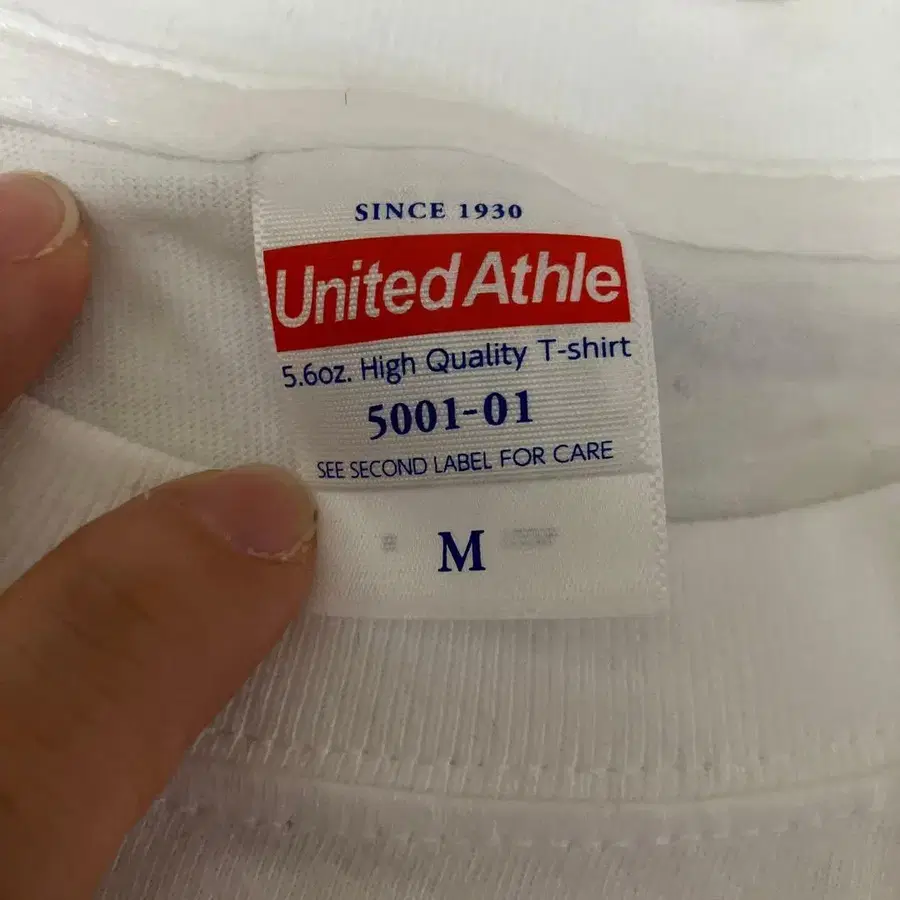 SINCE 1930
United Athle
5.6oz. High Quality T-shirt
5001-01
SEE SECOND LABEL FOR CARE
M